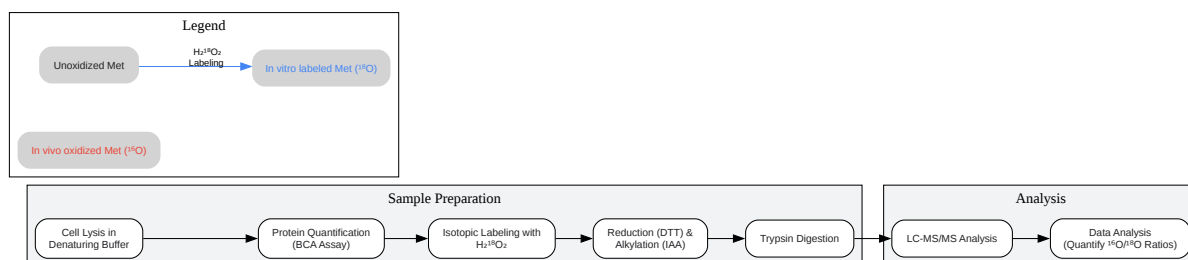 Legend
Unoxidized Met
H₂¹⁸O₂
Labeling
In vitro labeled Met (¹⁸O)
In vivo oxidized Met (¹⁶O)
Sample Preparation
Cell Lysis in
Denaturing Buffer
Protein Quantification
(BCA Assay)
Isotopic Labeling with
H₂¹⁸O₂
Reduction (DTT) &
Alkylation (IAA)
Trypsin Digestion
Analysis
LC-MS/MS Analysis
Data Analysis
(Quantify ¹⁶O/¹⁸O Ratios)